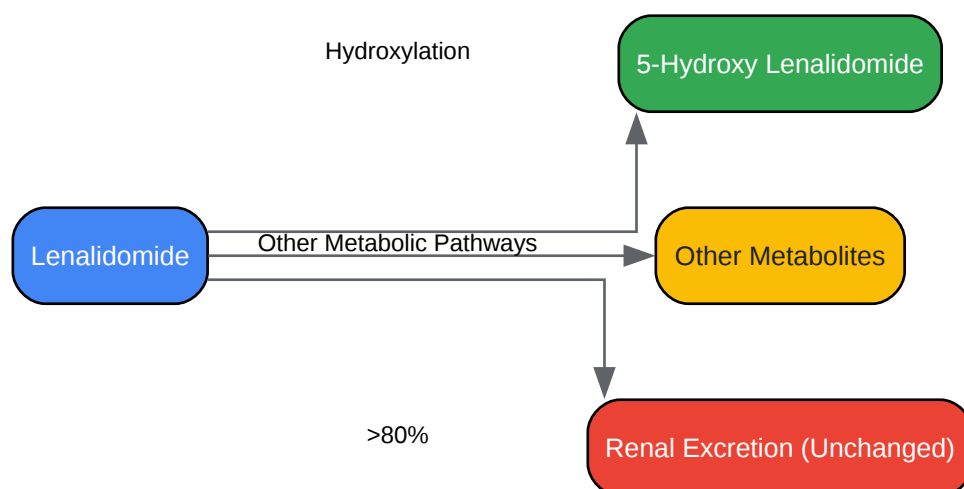 Hydroxylation
5-Hydroxy Lenalidomide
Lenalidomide
Other Metabolic Pathways
Other Metabolites
>80%
Renal Excretion (Unchanged)